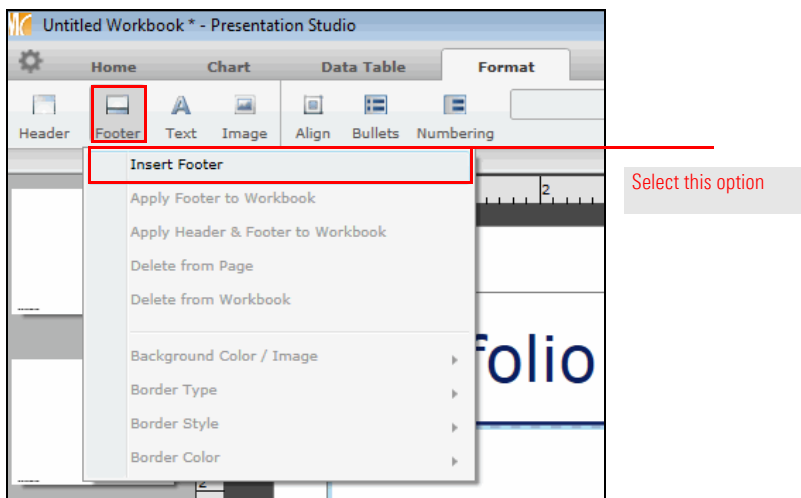 Untitled Workbook * - Presentation Studio
Home Chart Data Table Format
Header Footer Text Image Align Bullets Numbering
Insert Footer
Select this option
2
Apply Footer to Workbook
Apply Header & Footer to Workbook
Delete from Page
Delete from Workbook
folio
Background Color / Image
Border Type
Border Style
Border Color
2